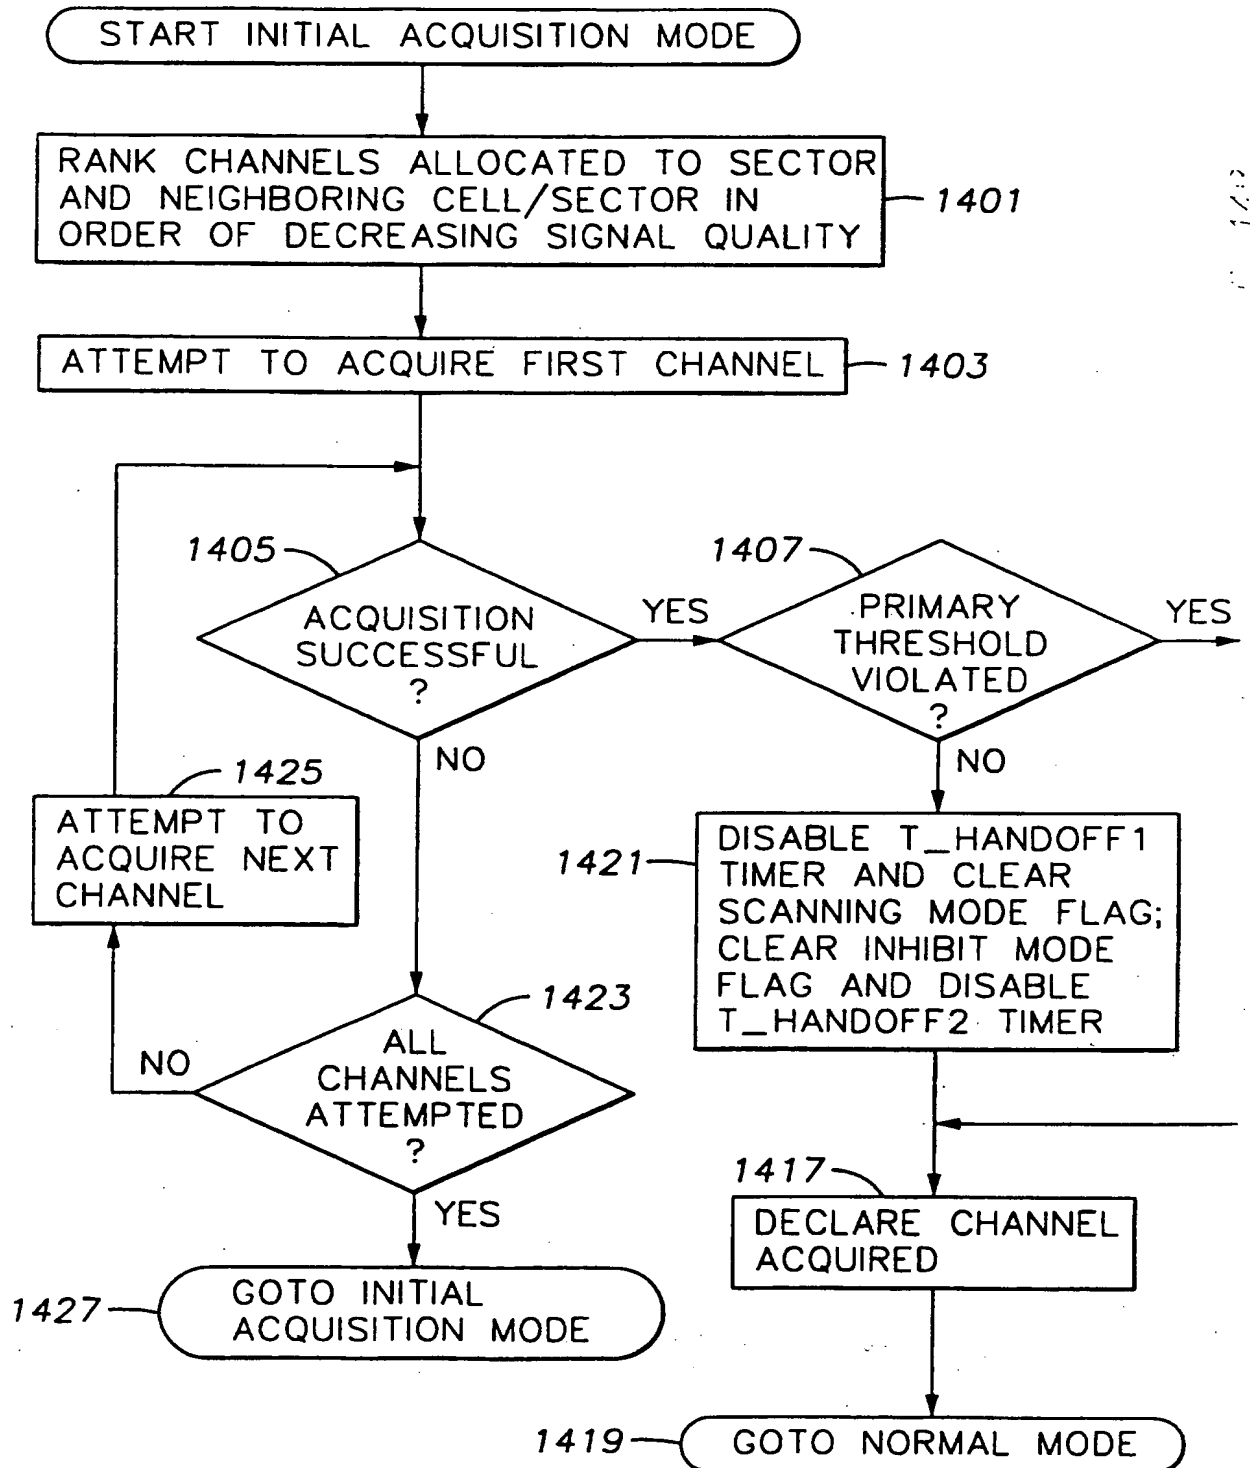 START INITIAL ACQUISITION MODE
RANK CHANNELS ALLOCATED TO SECTOR
AND NEIGHBORING CELL/SECTOR IN
ORDER OF DECREASING SIGNAL QUALITY
1401
ATTEMPT TO ACQUIRE FIRST CHANNEL
1403
1405
ACQUISITION
SUCCESSFUL
?
YES
NO
1407
PRIMARY
THRESHOLD
VIOLATED
?
YES
NO
1425
ATTEMPT TO
ACQUIRE NEXT
CHANNEL
1421
DISABLE T_HANDOFF1
TIMER AND CLEAR
SCANNING MODE FLAG;
CLEAR INHIBIT MODE
FLAG AND DISABLE
T_HANDOFF2 TIMER
1423
ALL
CHANNELS
ATTEMPTED
?
NO
YES
1417
DECLARE CHANNEL
ACQUIRED
1427
GOTO INITIAL
ACQUISITION MODE
1419
GOTO NORMAL MODE